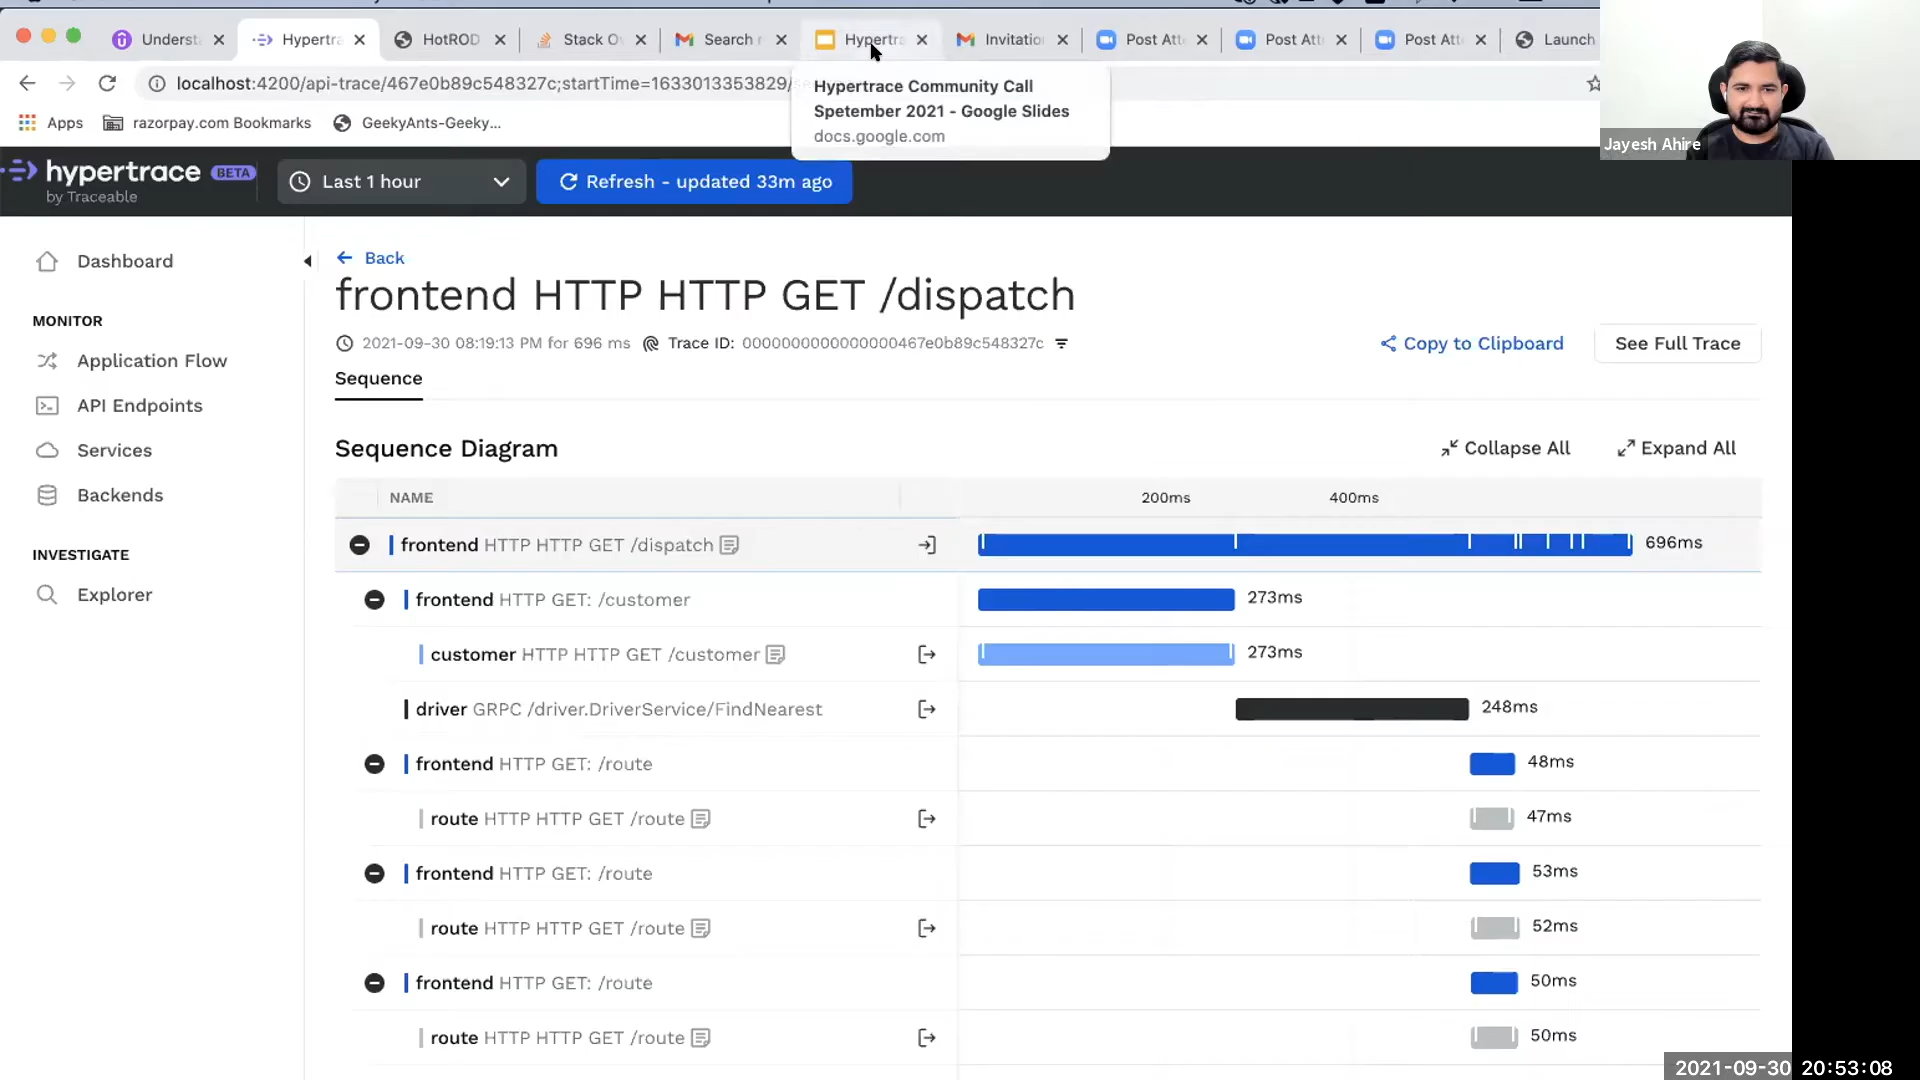 Underst
Hypertra
HotROD
Stack O
Search r
Hypertra
Invitatio
Post Atte
Post Atte
Post Atte
Launch
localhost:4200/api-trace/467e0b89c548327c;startTime=1633013353829/
Apps
razorpay.com Bookmarks
GeekyAnts-Geeky...
Hypertrace Community Call
Spetember 2021 - Google Slides
docs.google.com
Jayesh Ahire
hypertrace BETA
by Traceable
Last 1 hour
Refresh - updated 33m ago
Dashboard
MONITOR
Application Flow
API Endpoints
Services
Backends
INVESTIGATE
Explorer
Back
frontend HTTP HTTP GET /dispatch
2021-09-30 08:19:13 PM for 696 ms Trace ID: 0000000000000000467e0b89c548327c
Copy to Clipboard
See Full Trace
Sequence
Sequence Diagram
Collapse All
Expand All
NAME 200ms 400ms
frontend HTTP HTTP GET /dispatch 696ms
frontend HTTP GET: /customer 273ms
customer HTTP HTTP GET /customer 273ms
driver GRPC /driver.DriverService/FindNearest 248ms
frontend HTTP GET: /route 48ms
route HTTP HTTP GET /route 47ms
frontend HTTP GET: /route 53ms
route HTTP HTTP GET /route 52ms
frontend HTTP GET: /route 50ms
route HTTP HTTP GET /route 50ms
2021-09-30 20:53:08